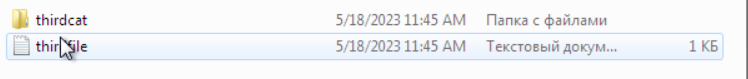 thirdcat 5/18/2023 11:45 AM Папка с файлами
thirdfile 5/18/2023 11:45 AM Текстовый докум... 1 КБ